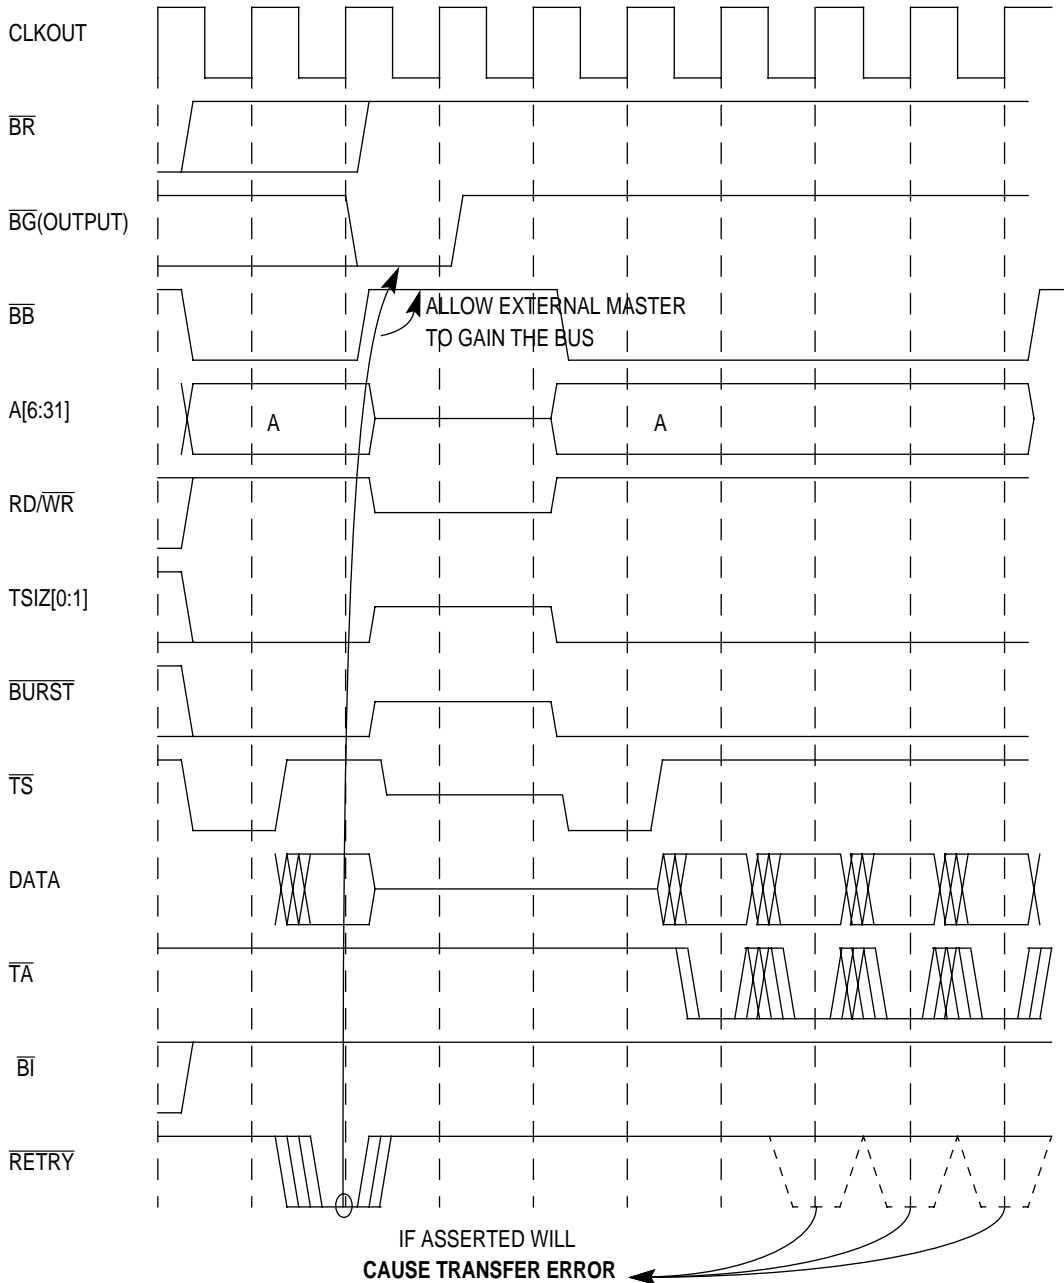 CLKOUT
BR
BG(OUTPUT)
BB
ALLOW EXTERNAL MASTER
TO GAIN THE BUS
A[6:31]
A
A
RD/WR
TSIZ[0:1]
BURST
TS
DATA
TA
BI
RETRY
IF ASSERTED WILL
CAUSE TRANSFER ERROR